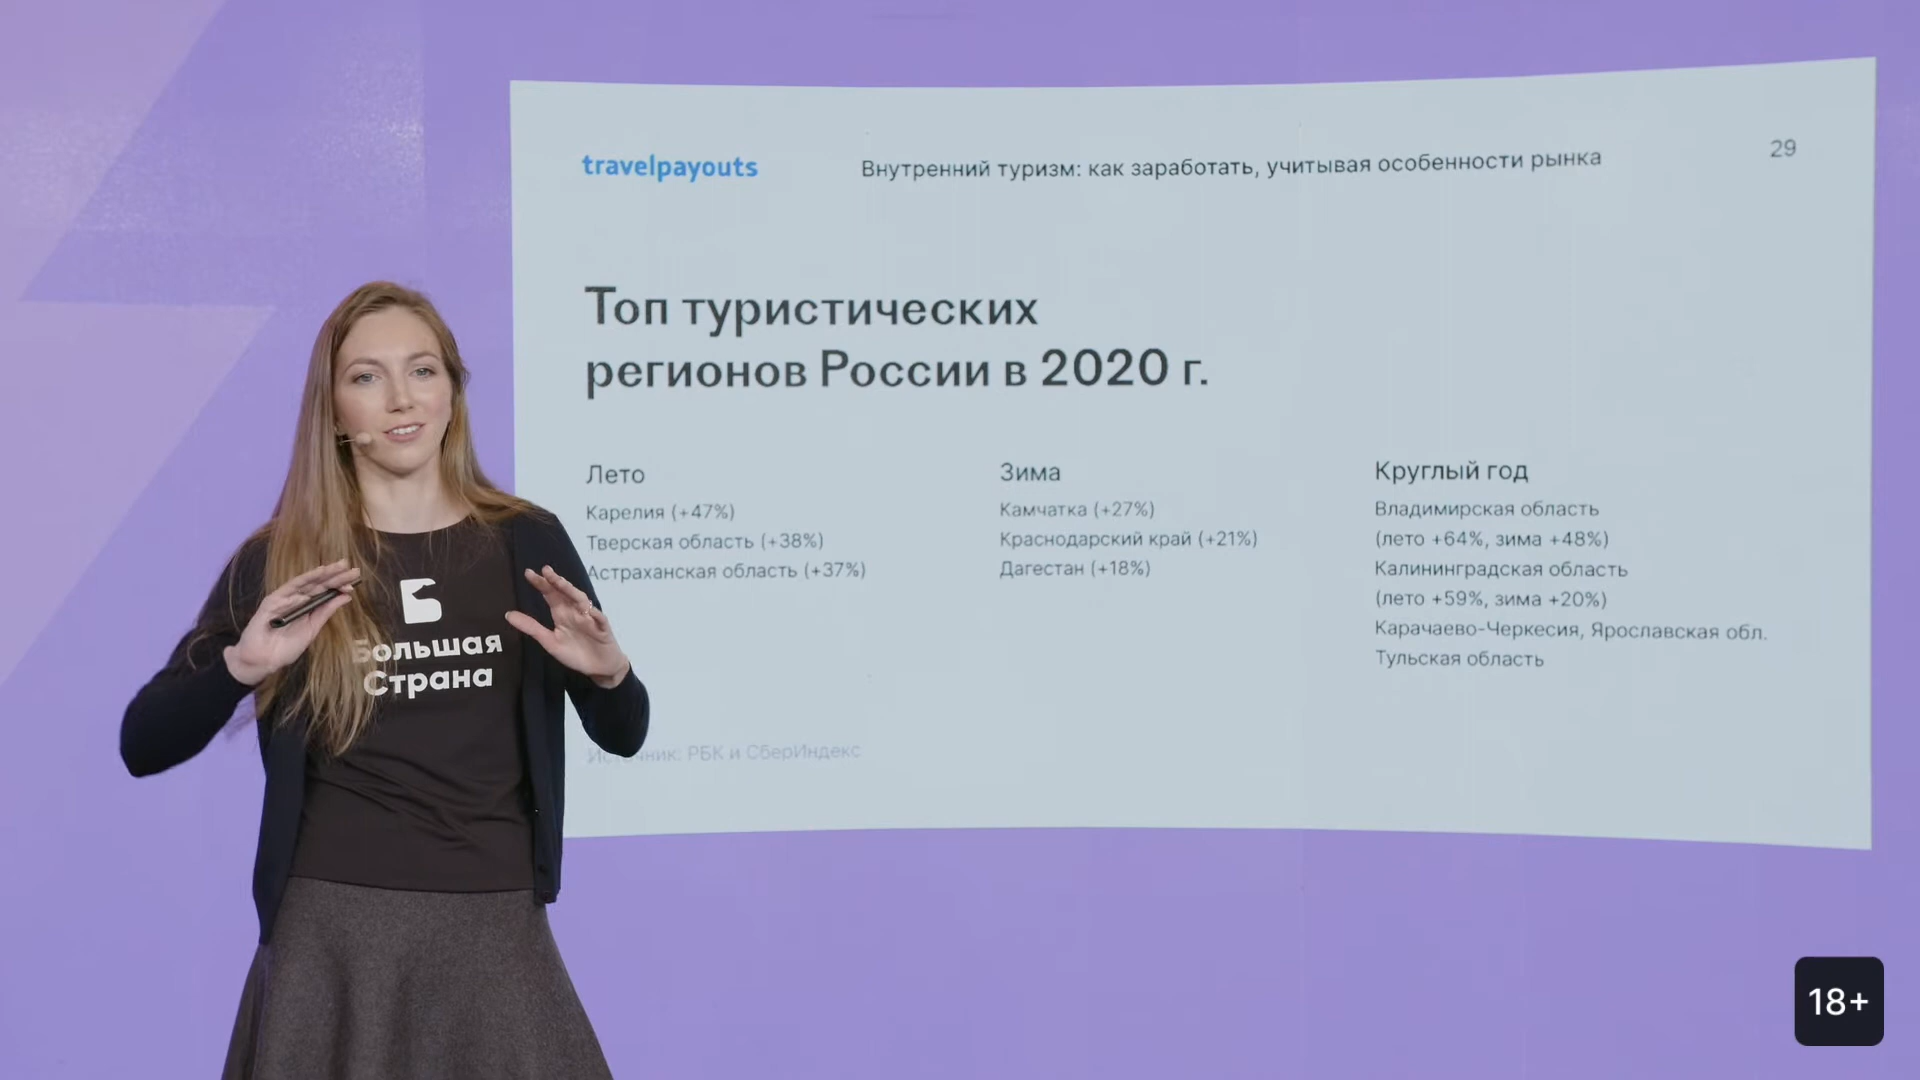 travelpayouts
Внутренний туризм: как заработать, учитывая особенности рынка
29
Топ туристических
регионов России в 2020 г.
Лето
Карелия (+47%)
Тверская область (+38%)
Астраханская область (+37%)
Зима
Камчатка (+27%)
Краснодарский край (+21%)
Дагестан (+18%)
Круглый год
Владимирская область
(лето +64%, зима +48%)
Калининградская область
(лето +59%, зима +20%)
Карачаево-Черкесия, Ярославская обл.
Тульская область
Источник: РБК и СберИндекс
Большая
Страна
18+